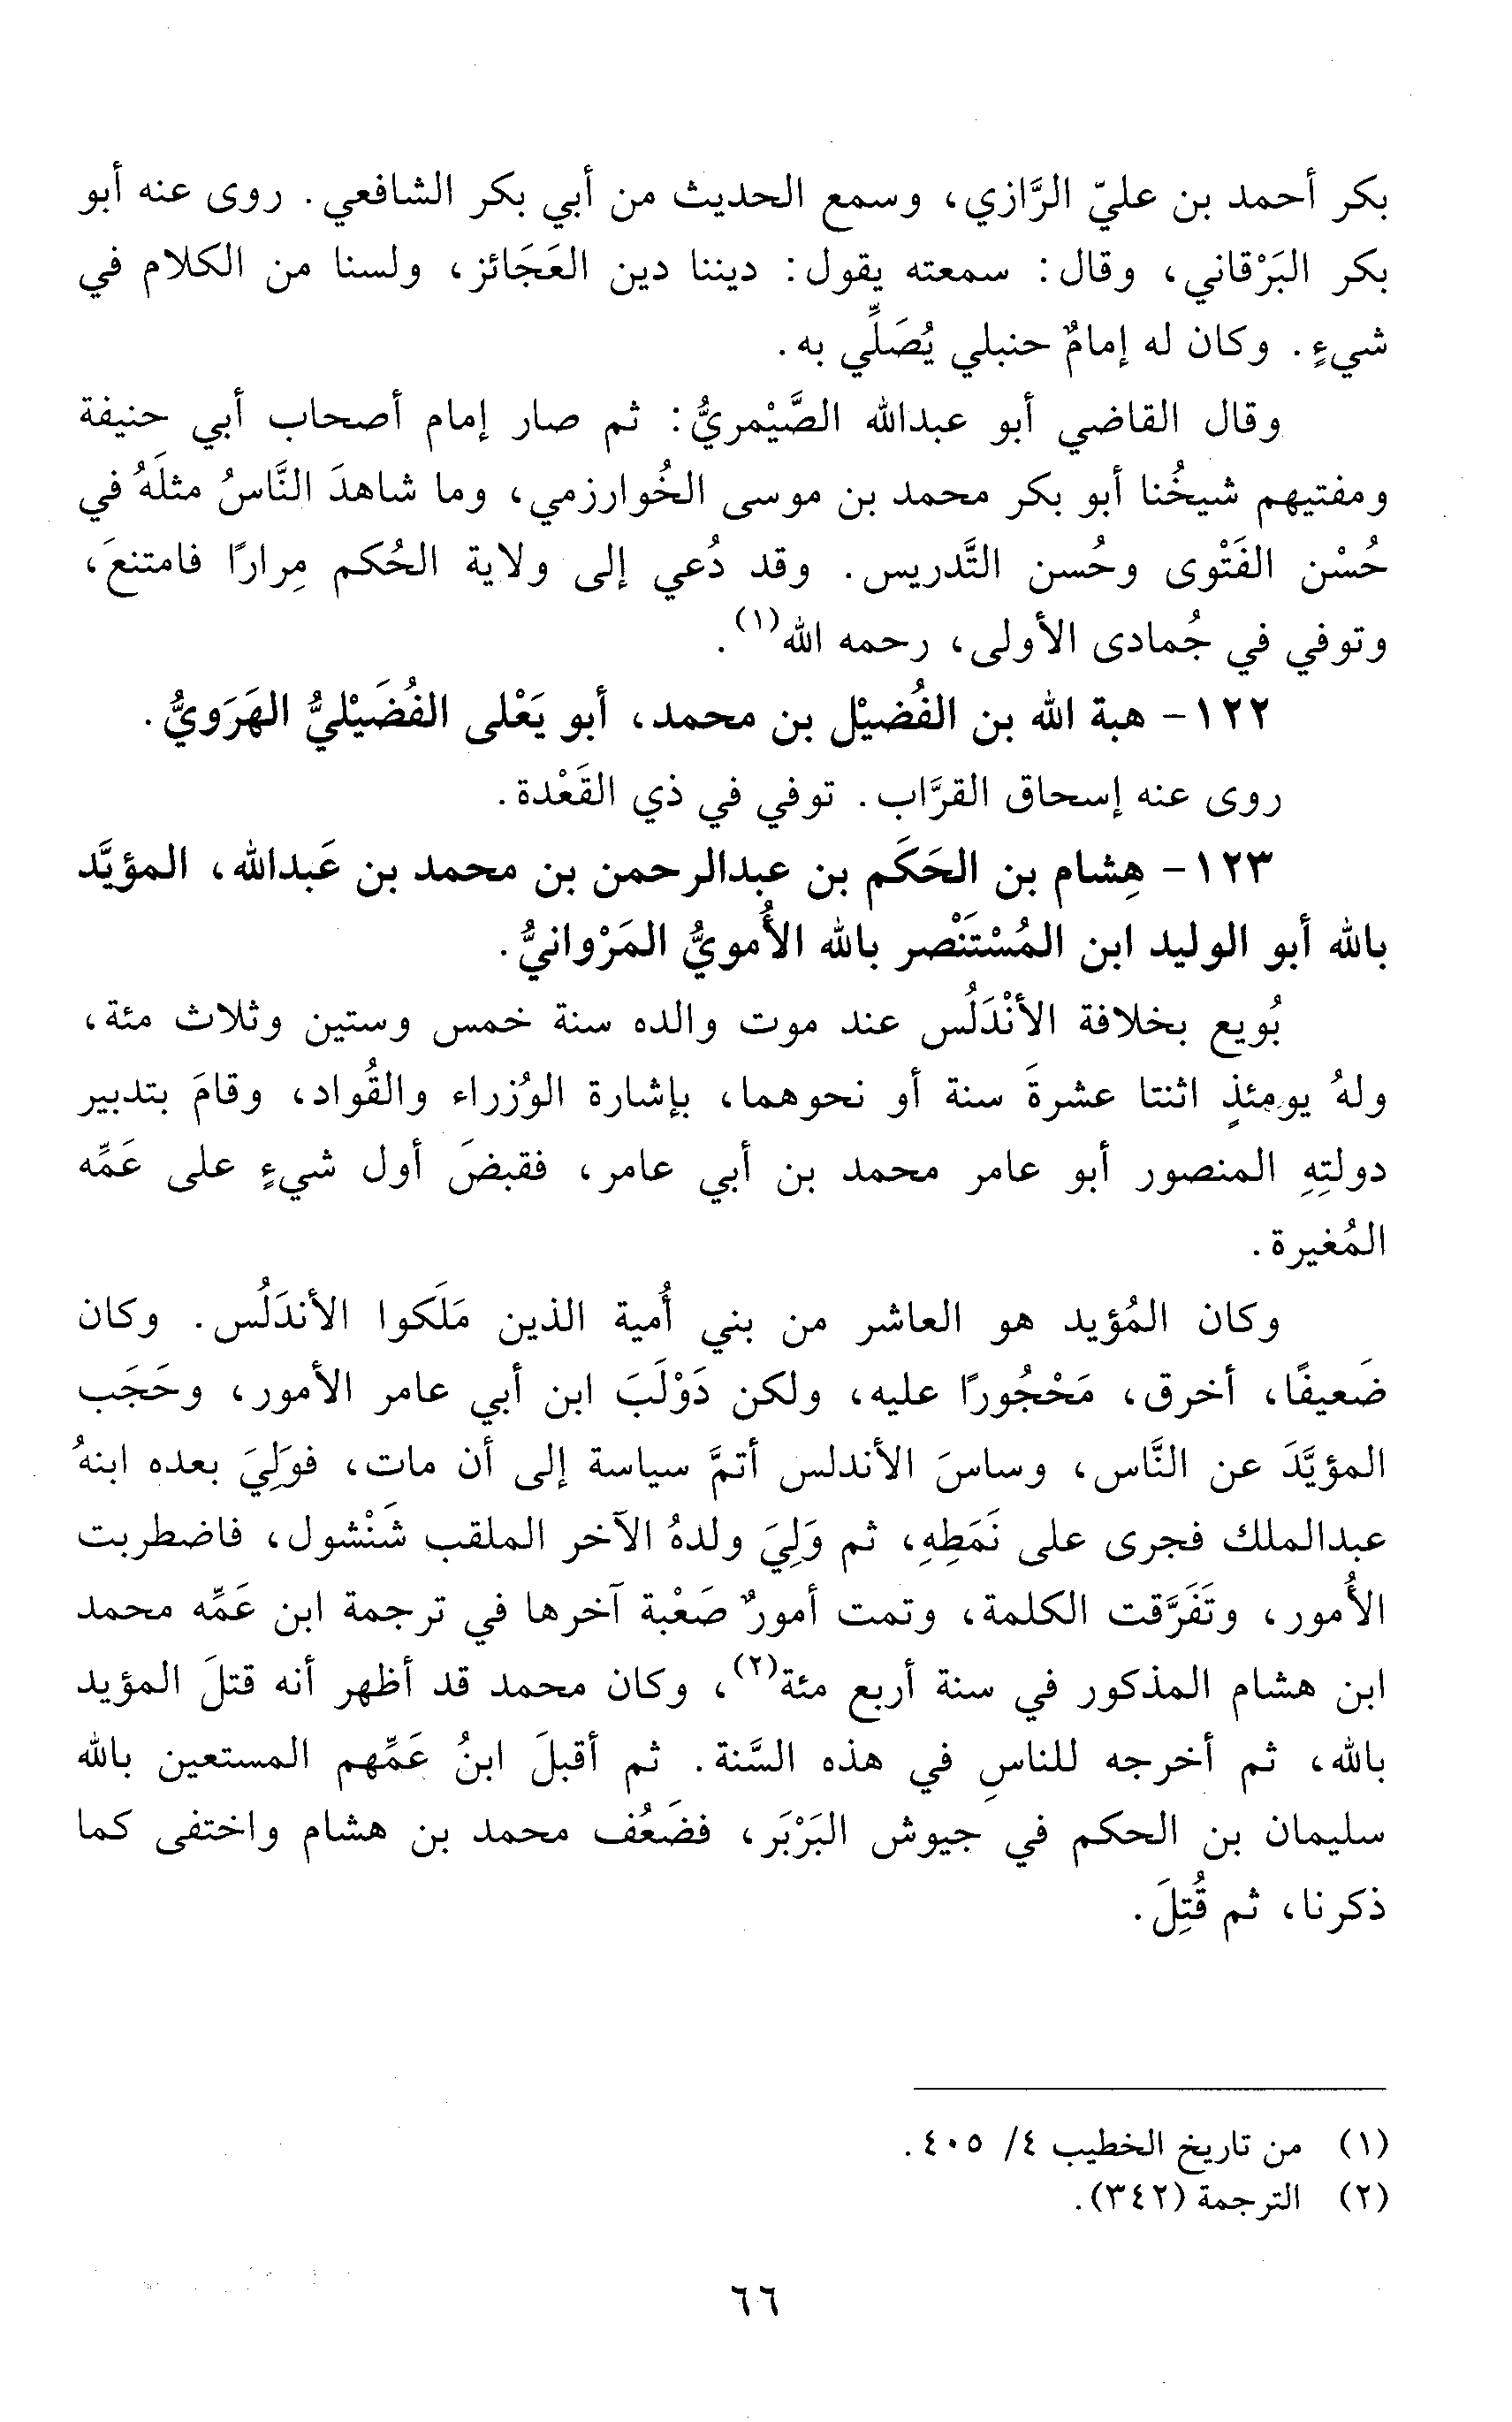 بكر أحمد بن عليّ الرَّازي، وسمع الحديث من أبي بكر الشافعي. روى عنه أبو
بكر البَرْقاني، وقال: سمعته يقول: ديننا دين العَجَائز، ولسنا من الكلام في
شيءٍ. وكان له إمامٌ حنبلي يُصَلِّي به.
وقال القاضي أبو عبدالله الصَّيْمريُّ: ثم صار إمام أصحاب أبي حنيفة
ومفتيهم شيخُنا أبو بكر محمد بن موسى الخُوارزمي، وما شاهدَ النَّاسُ مثلَهُ في
حُسْن الفَتْوى وحُسن التَّدريس. وقد دُعي إلى ولاية الحُكم مِرارًا فامتنعَ،
وتوفي في جُمادى الأولى، رحمه الله(١).
١٢٢- هبة الله بن الفُضيْل بن محمد، أبو يَعْلى الفُضَيْليُّ الهَرَويُّ.
روى عنه إسحاق القرَّاب. توفي في ذي القَعْدة.
١٢٣- هِشام بن الحَكَم بن عبدالرحمن بن محمد بن عَبدالله، المؤيَّد
بالله أبو الوليد ابن المُسْتَنْصر بالله الأُمويُّ المَرْوانيُّ.
بُويع بخلافة الأنْدَلُس عند موت والده سنة خمس وستين وثلاث مئة،
ولهُ يومئذٍ اثنتا عشرةَ سنة أو نحوهما، بإشارة الوُزراء والقُواد، وقامَ بتدبير
دولتِهِ المنصور أبو عامر محمد بن أبي عامر، فقبضَ أول شيءٍ على عَمِّه
المُغيرة.
وكان المُؤيد هو العاشر من بني أُمية الذين مَلَكوا الأندَلُس. وكان
ضَعيفًا، أخرق، مَحْجُورًا عليه، ولكن دَوْلَبَ ابن أبي عامر الأمور، وحَجَب
المؤيَّدَ عن النَّاس، وساسَ الأندلس أتمَّ سياسة إلى أن مات، فوَلِيَ بعده ابنهُ
عبدالملك فجرى على نَمَطِهِ، ثم وَلِيَ ولدهُ الآخر الملقب شَنْشول، فاضطربت
الأُمور، وتَفَرَّقت الكلمة، وتمت أمورٌ صَعْبة آخرها في ترجمة ابن عَمِّه محمد
ابن هشام المذكور في سنة أربع مئة(٢)، وكان محمد قد أظهر أنه قتلَ المؤيد
بالله، ثم أخرجه للناسِ في هذه السَّنة. ثم أقبلَ ابنُ عَمِّهم المستعين بالله
سليمان بن الحكم في جيوش البَرْبَر، فضَعُف محمد بن هشام واختفى كما
ذكرنا، ثم قُتِلَ.
(١) من تاريخ الخطيب ٤/ ٤٠٥.
(٢) الترجمة (٣٤٢).
٦٦